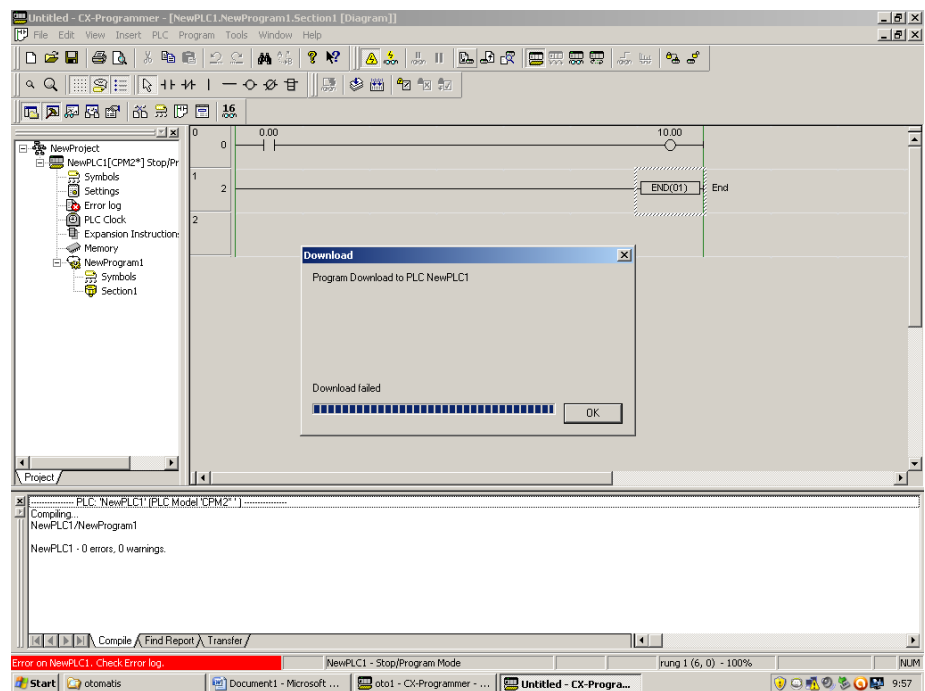 Untitled - CX-Programmer - [NewPLC1.NewProgram1.Section1 [Diagram]]
File Edit View Insert PLC Program Tools Window Help
16
NewProject
NewPLC1[CPM2*] Stop/Pr
Symbols
Settings
Error log
PLC Clock
Expansion Instruction:
Memory
NewProgram1
Symbols
Section1
Project
0
0
0.00
10.00
1
2
END(01)
End
2
Download
Program Download to PLC NewPLC1
Download failed
OK
--------------- PLC: 'NewPLC1' (PLC Model 'CPM2*' ) ---------------
Compiling...
NewPLC1/NewProgram1
NewPLC1 - 0 errors, 0 warnings.
Compile Find Report Transfer
Error on NewPLC1. Check Error log. NewPLC1 - Stop/Program Mode rung 1 (6, 0) - 100% NUM
Start otomatis Document1 - Microsoft ... oto1 - CX-Programmer - ... Untitled - CX-Progra... 9:57